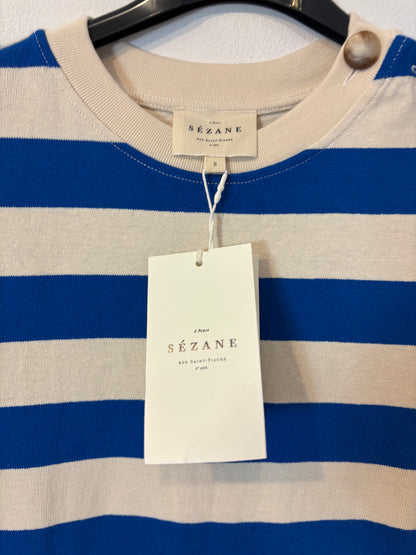 à Paris
SÉZANE
RUE SAINT-FIACRE
S
à Paris
SÉZANE
RUE SAINT-FIACRE